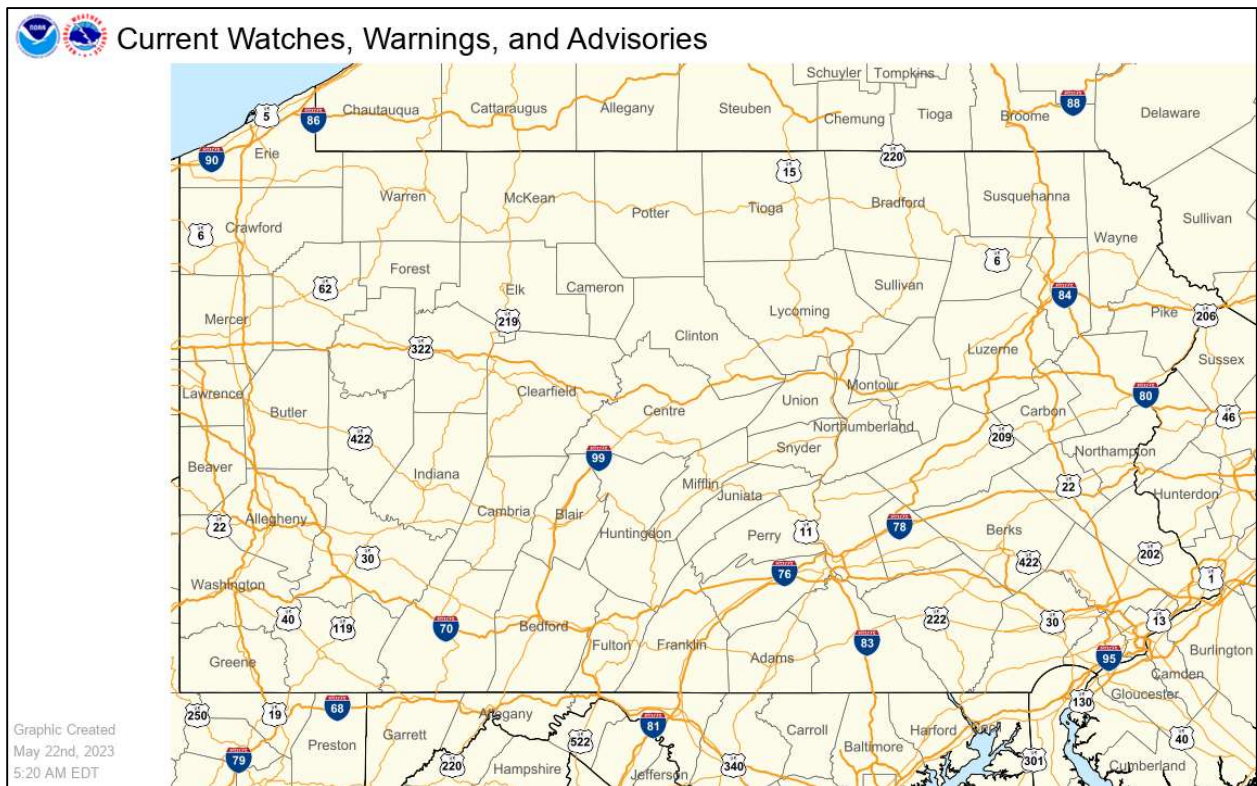 Current Watches, Warnings, and Advisories
Schuyler
Tompkins
5
86
Chautauqua
Cattaraugus
Allegany
Steuben
Chemung
Tioga
Broome
88
Delaware
90
Erie
15
220
Warren
McKean
Potter
Tioga
Bradford
Susquehanna
Sullivan
6
Crawford
Wayne
Forest
6
62
Elk
Cameron
Sullivan
84
Mercer
219
Lycoming
Pike
206
322
Clinton
Luzerne
Sussex
Lawrence
Butler
Clearfield
Centre
Union
Montour
Carbon
80
46
422
Northumberland
209
Beaver
99
Snyder
Northampton
Indiana
Mifflin
Juniata
22
Hunterdon
22
Allegheny
Cambria
Blair
Huntingdon
Perry
11
78
Berks
202
30
76
422
1
Washington
40
119
70
Bedford
222
30
13
Greene
Fulton
Franklin
Adams
83
95
Burlington
Camden
Gloucester
250
19
68
Allegany
81
Carroll
Harford
Cecil
130
Graphic Created
May 22nd, 2023
5:20 AM EDT
79
Preston
Garrett
220
Hampshire
522
Jefferson
340
Baltimore
301
40
Cumberland